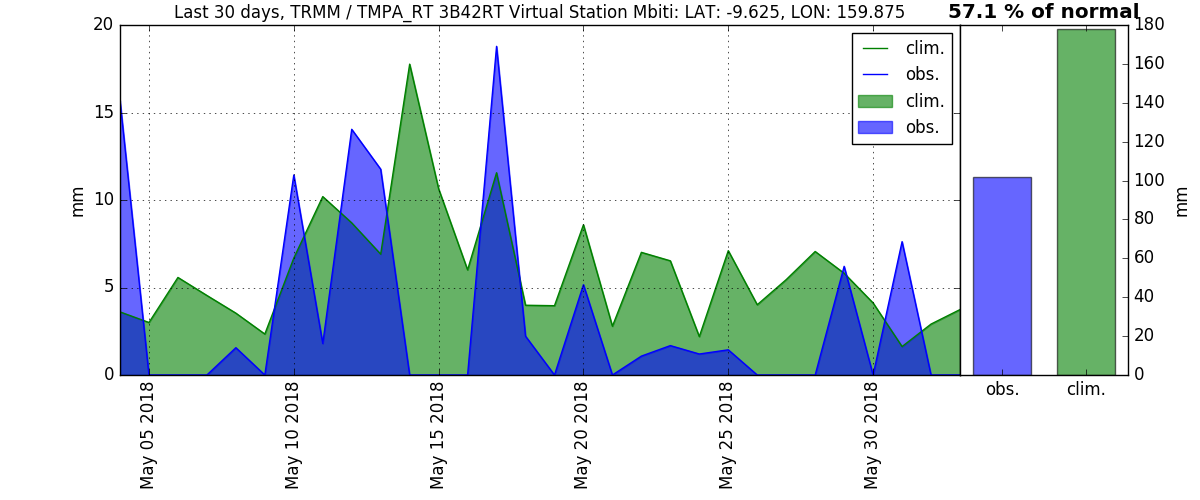 Last 30 days, TRMM / TMPA_RT 3B42RT Virtual Station Mbiti: LAT: -9.625, LON: 159.875
57.1 % of normal
20
15
10
5
0
mm
clim.
obs.
clim.
obs.
May 05 2018
May 10 2018
May 15 2018
May 20 2018
May 25 2018
May 30 2018
180
160
140
120
100
80
60
40
20
0
mm
obs.
clim.